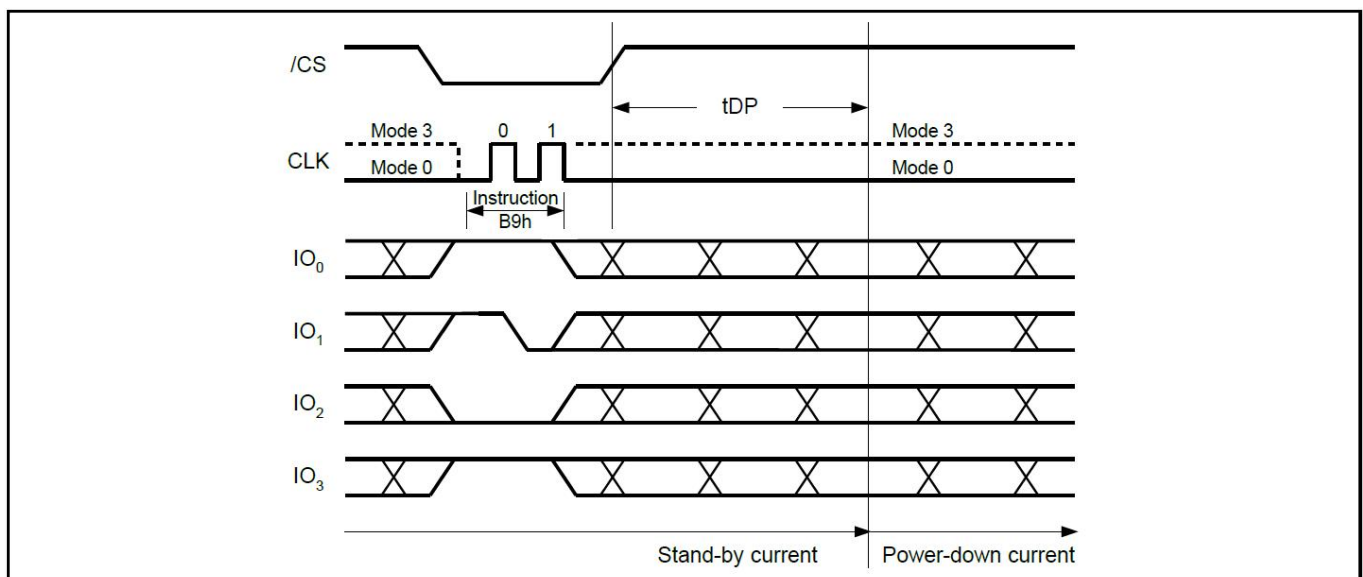 /CS
tDP
Mode 3 0 1 Mode 3
CLK
Mode 0 Mode 0
Instruction
B9h
IO₀
IO₁
IO₂
IO₃
Stand-by current Power-down current